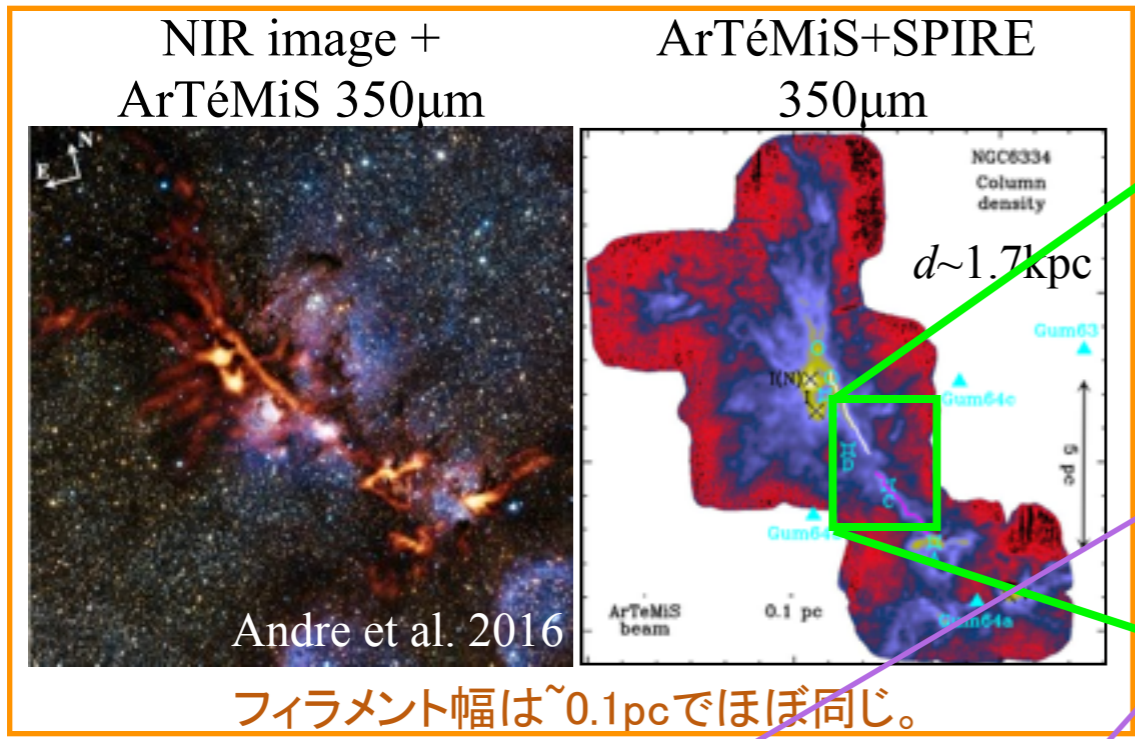 NIR image +
ArTéMiS 350μm
N
E
Andre et al. 2016
ArTéMiS+SPIRE
350μm
NGC6334
Column
density
d~1.7kpc
Gum63
I(N)
I
Gum64c
5 pc
D
C
ArTeMiS
beam
0.1 pc
Gum64a
フィラメント幅は~0.1pcでほぼ同じ。